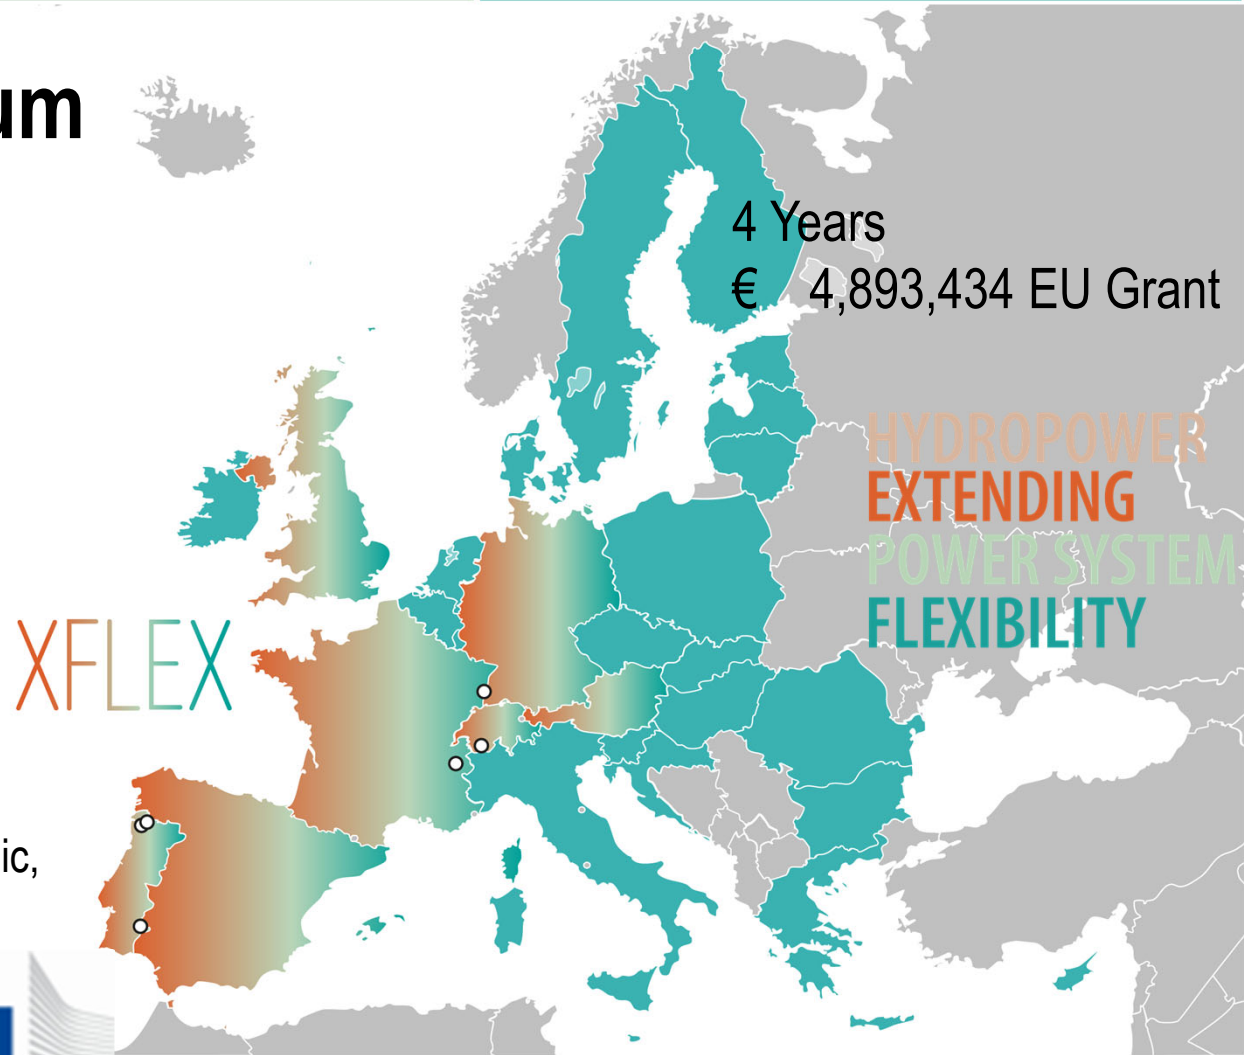 um
4 Years
€ 4,893,434 EU Grant
HYDROPOWER
EXTENDING
POWER SYSTEM
FLEXIBILITY
XFLEX
ic,